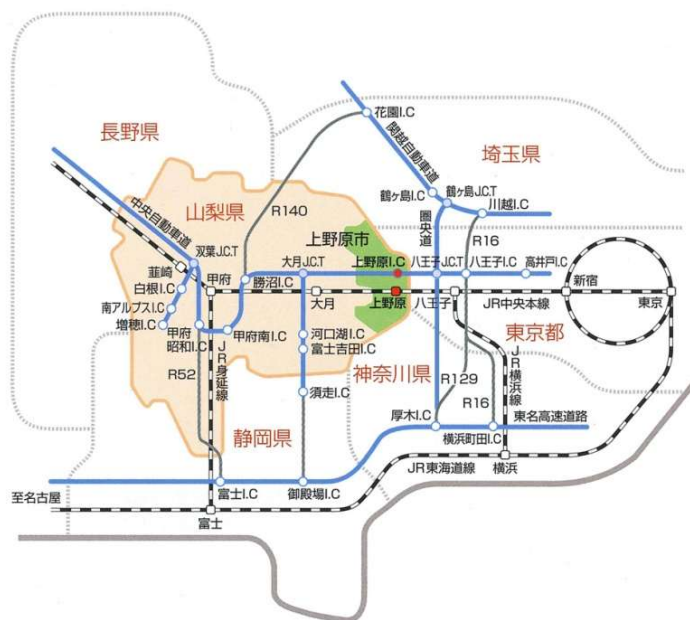 花園I.C
関越自動車道
長野県
埼玉県
鶴ヶ島I.C
鶴ヶ島J.C.T
川越I.C
中央自動車道
山梨県
R140
圏央道
R16
上野原市
双葉J.C.T
大月J.C.T
上野原I.C
八王子J.C.T
八王子I.C
高井戸I.C
韮崎
白根I.C
甲府
勝沼I.C
南アルプスI.C
増穂I.C
大月
上野原
八王子
JR中央本線
新宿
東京
甲府昭和I.C
甲府南I.C
河口湖I.C
富士吉田I.C
東京都
JR身延線
R52
神奈川県
R129
JR横浜線
須走I.C
R16
静岡県
厚木I.C
東名高速道路
横浜町田I.C
JR東海道線
横浜
至名古屋
富士I.C
御殿場I.C
富士